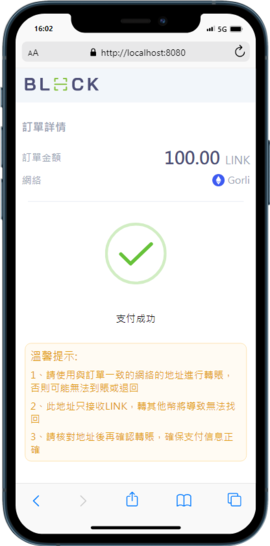 16:02
5G
AA
http://localhost:8080
BLOCK
訂單詳情
訂單金額
100.00 LINK
網絡
Gorli
支付成功
溫馨提示:
1、請使用與訂單一致的網絡的地址進行轉賬，
否則可能無法到賬或退回
2、此地址只接收LINK，轉其他幣將導致無法找
回
3、請核對地址後再確認轉賬，確保支付信息正
確